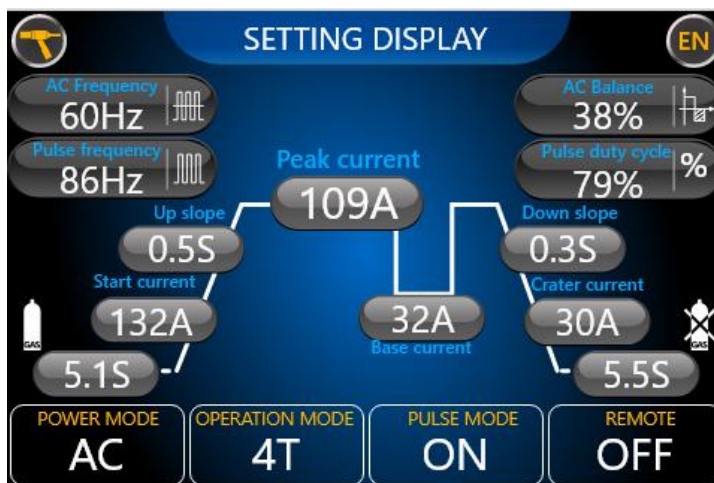 SETTING DISPLAY
EN
AC Frequency
60Hz
AC Balance
38%
Pulse frequency
86Hz
Pulse duty cycle
79%
%
Peak current
109A
Up slope
0.5S
Down slope
0.3S
Start current
132A
Crater current
30A
32A
Base current
GAS
5.1S
GAS
5.5S
POWER MODE
AC
OPERATION MODE
4T
PULSE MODE
ON
REMOTE
OFF